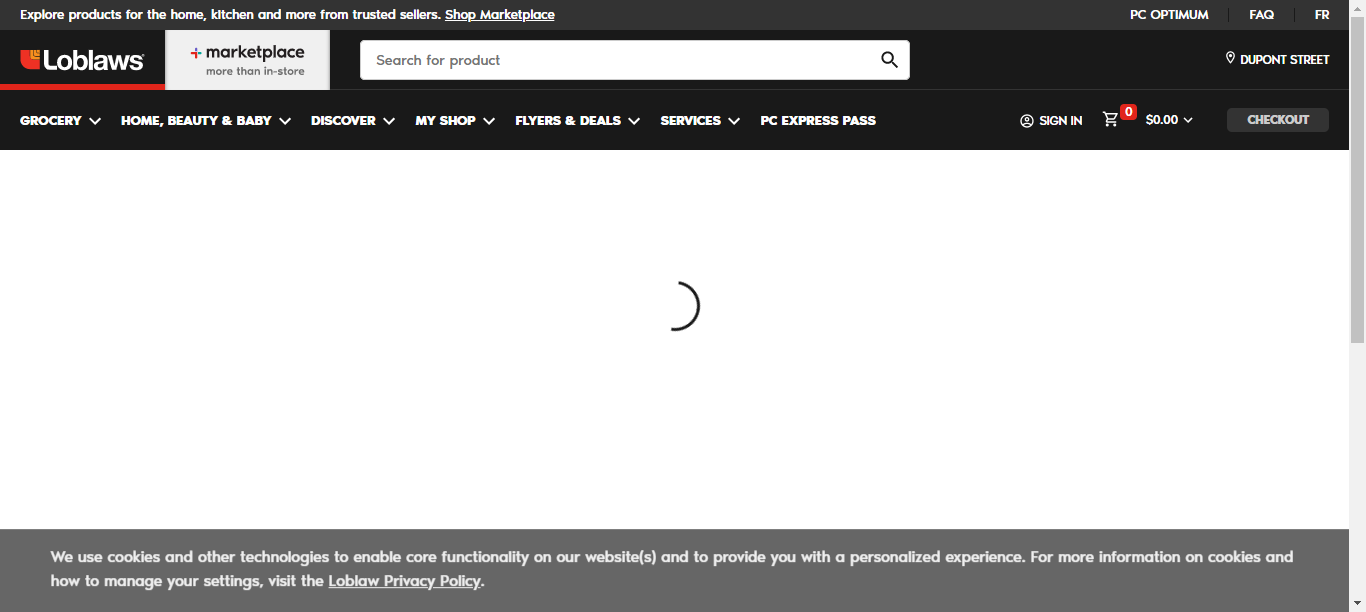 Explore products for the home, kitchen and more from trusted sellers. Shop Marketplace
PC OPTIMUM
FAQ
FR
Loblaws
marketplace
more than in-store
Search for product
DUPONT STREET
GROCERY
HOME, BEAUTY & BABY
DISCOVER
MY SHOP
FLYERS & DEALS
SERVICES
PC EXPRESS PASS
SIGN IN
0
$0.00
CHECKOUT
We use cookies and other technologies to enable core functionality on our website(s) and to provide you with a personalized experience. For more information on cookies and
how to manage your settings, visit the Loblaw Privacy Policy.